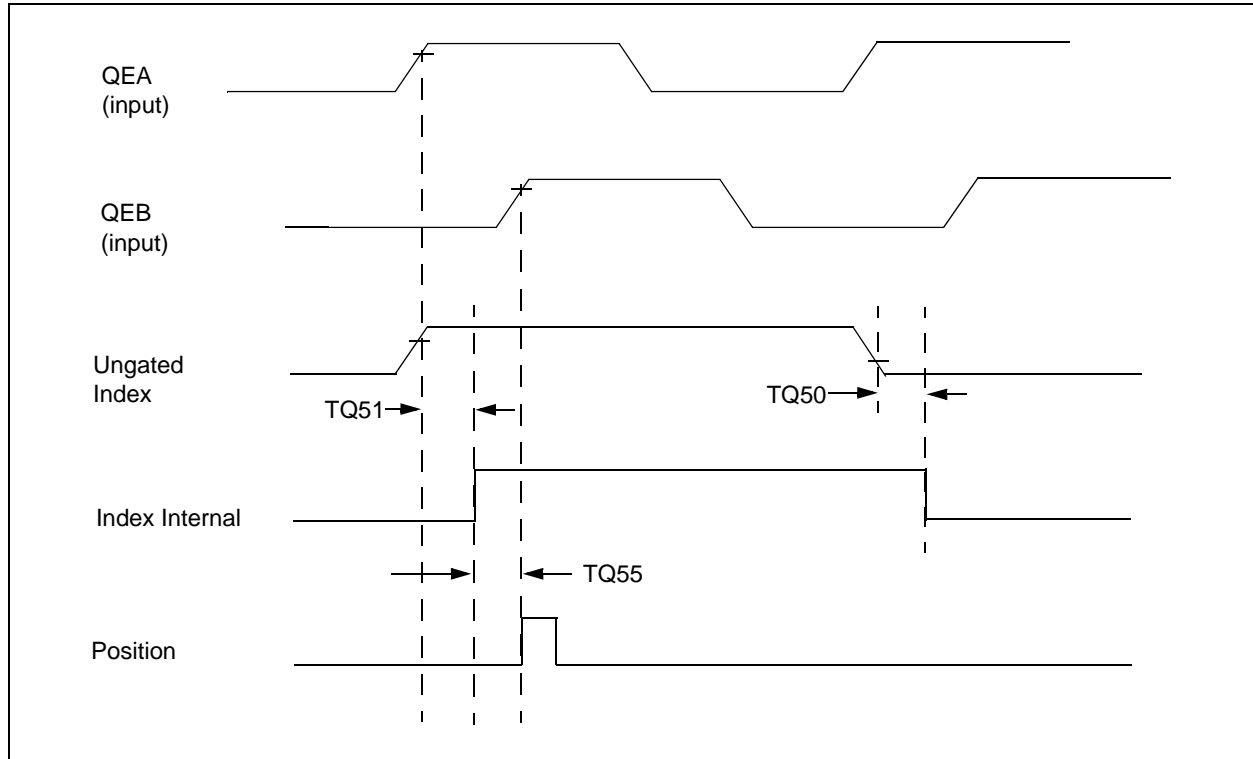 QEA
(input)
QEB
(input)
Ungated
Index
TQ51
TQ50
Index Internal
TQ55
Position